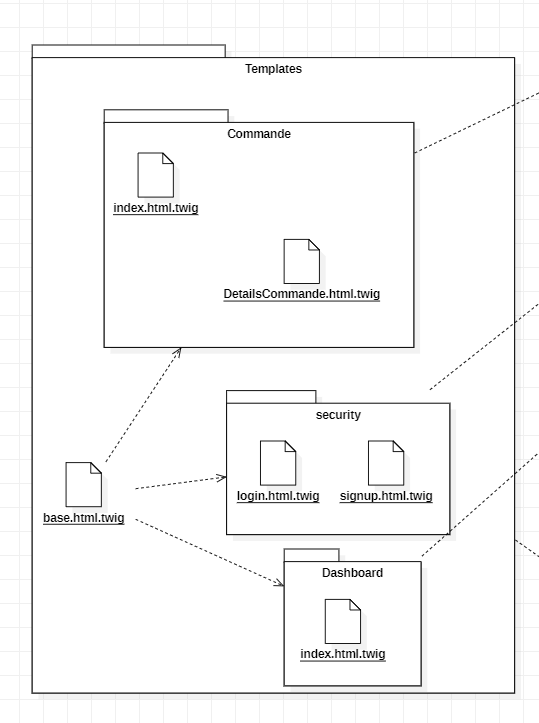 Templates
Commande
index.html.twig
DetailsCommande.html.twig
security
login.html.twig
signup.html.twig
base.html.twig
Dashboard
index.html.twig